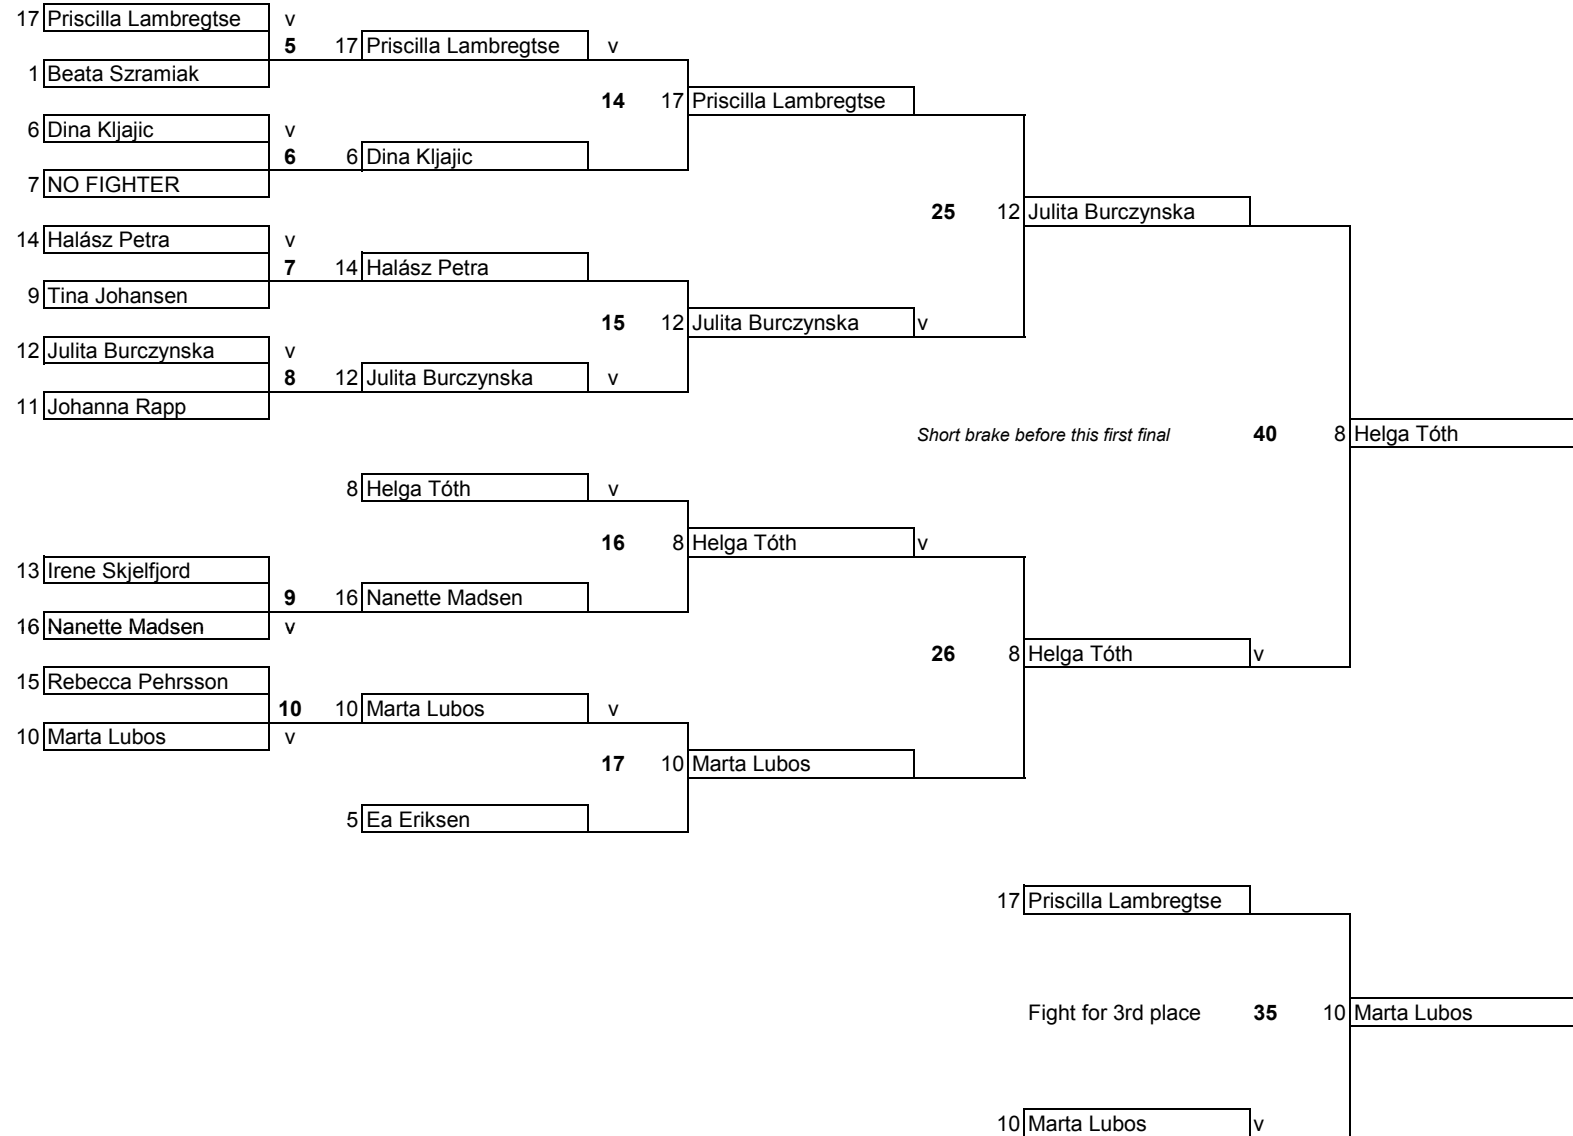 17 Priscilla Lambregtse v
5 17 Priscilla Lambregtse v
1 Beata Szramiak
14 17 Priscilla Lambregtse
6 Dina Kljajic v
6 6 Dina Kljajic
7 NO FIGHTER
25 12 Julita Burczynska
14 Halász Petra v
7 14 Halász Petra
9 Tina Johansen
15 12 Julita Burczynska v
12 Julita Burczynska v
8 12 Julita Burczynska v
11 Johanna Rapp
Short brake before this first final 40 8 Helga Tóth
8 Helga Tóth v
16 8 Helga Tóth v
13 Irene Skjelfjord
9 16 Nanette Madsen
16 Nanette Madsen v
26 8 Helga Tóth v
15 Rebecca Pehrsson
10 10 Marta Lubos v
10 Marta Lubos v
17 10 Marta Lubos
5 Ea Eriksen
17 Priscilla Lambregtse
Fight for 3rd place 35 10 Marta Lubos
10 Marta Lubos v